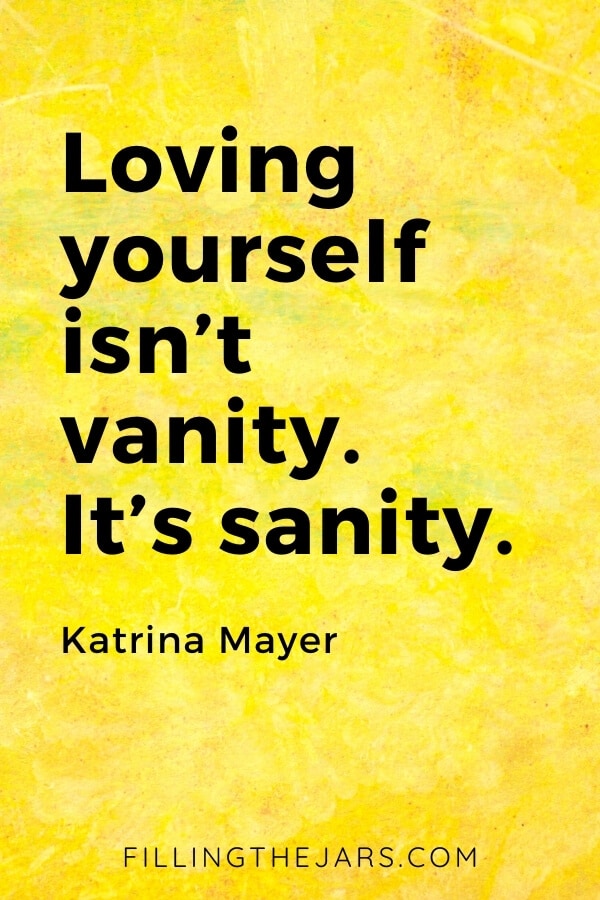 Loving
yourself
isn’t
vanity.
It’s sanity.
Katrina Mayer
FILLINGTHEJARS.COM